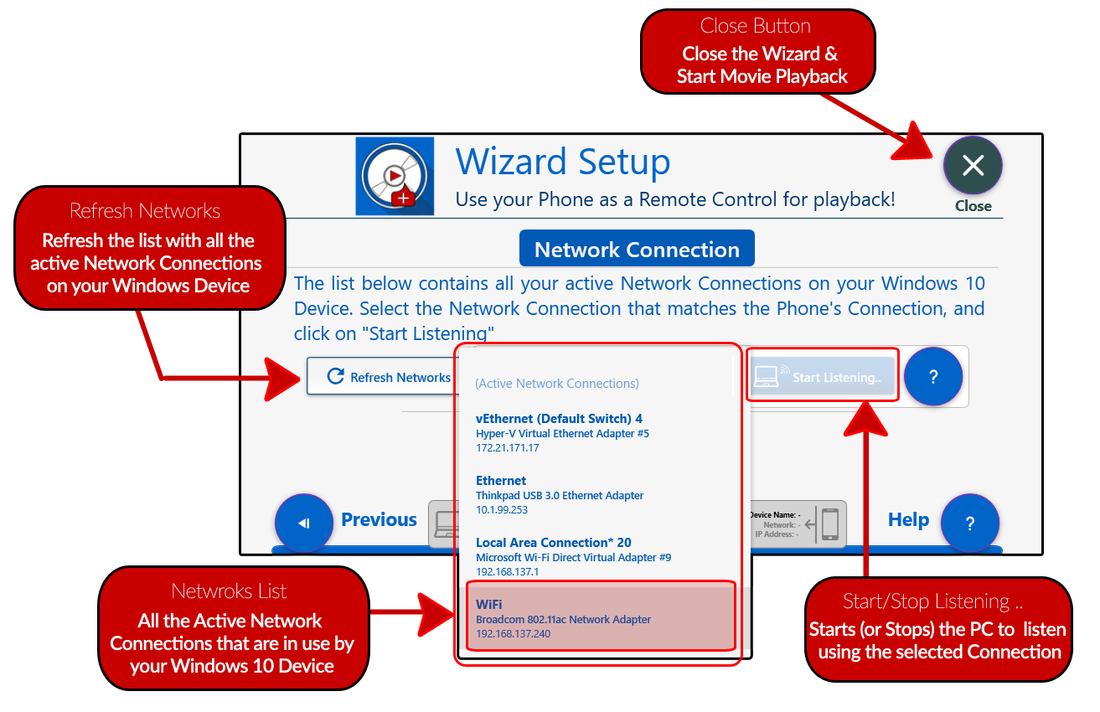 Close Button
Close the Wizard &
Start Movie Playback
Wizard Setup
Use your Phone as a Remote Control for playback!
Close
Refresh Networks
Refresh the list with all the
active Network Connections
on your Windows Device
Network Connection
The list below contains all your active Network Connections on your Windows 10
Device. Select the Network Connection that matches the Phone's Connection, and
click on "Start Listening"
Refresh Networks
(Active Network Connections)
Start Listening..
?
vEthernet (Default Switch) 4
Hyper-V Virtual Ethernet Adapter #5
172.21.171.17
Ethernet
Thinkpad USB 3.0 Ethernet Adapter
10.1.99.253
Local Area Connection* 20
Microsoft Wi-Fi Direct Virtual Adapter #9
192.168.137.1
WiFi
Broadcom 802.11ac Network Adapter
192.168.137.240
Previous
Device Name: -
Network: -
IP Address: -
Help
?
Netwroks List
All the Active Network
Connections that are in use by
your Windows 10 Device
Start/Stop Listening ..
Starts (or Stops) the PC to listen
using the selected Connection